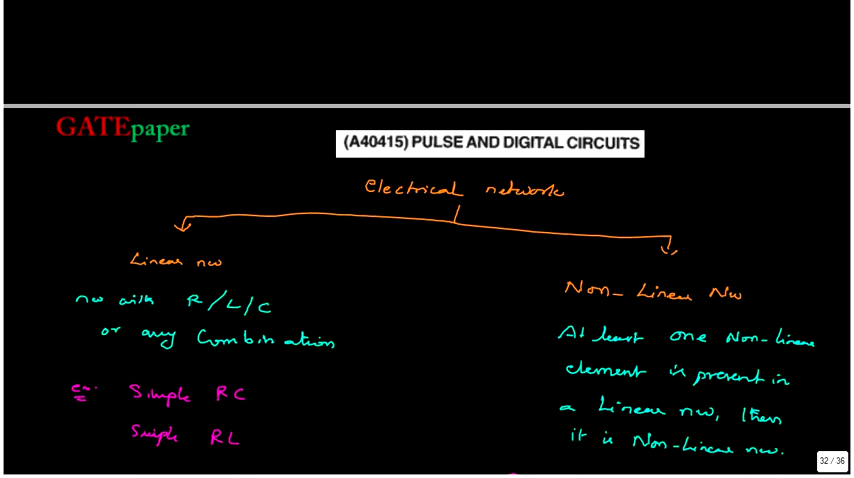 GATEpaper
(A40415) PULSE AND DIGITAL CIRCUITS
Electrical network
Linear nw
nw with R/L/C
or any Combination
ex:- Simple RC
Simple RL
Non-Linear Nw
At least one Non-linear
element is present in
a Linear nw, then
it is Non-Linear nw.
32 / 36